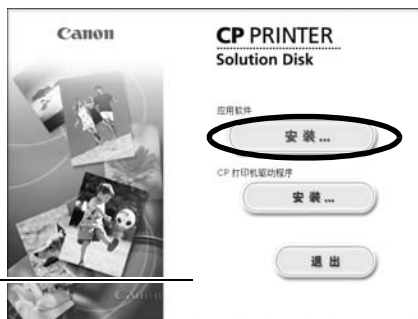 Canon
CP PRINTER
Solution Disk
应用软件
安装...
CP 打印机驱动程序
安装...
退出
Canon